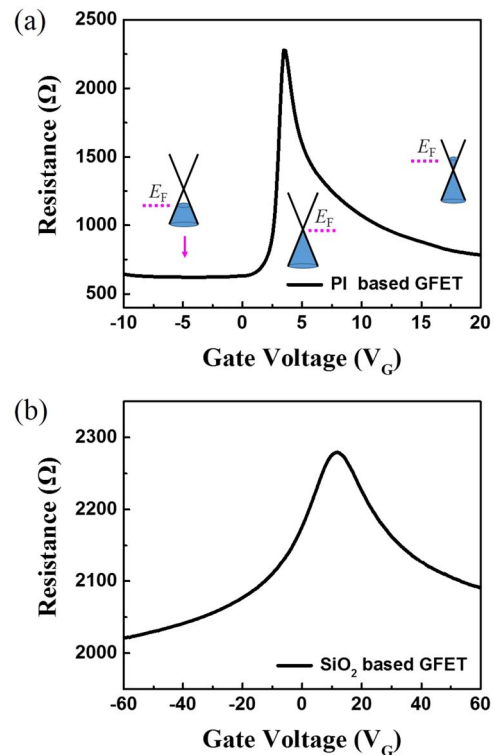 (a)
2500
2000
1500
1000
500
Resistance (Ω)
E_F
E_F
E_F
PI based GFET
-10 -5 0 5 10 15 20
Gate Voltage (V_G)
(b)
2300
2200
2100
2000
Resistance (Ω)
SiO₂ based GFET
-60 -40 -20 0 20 40 60
Gate Voltage (V_G)